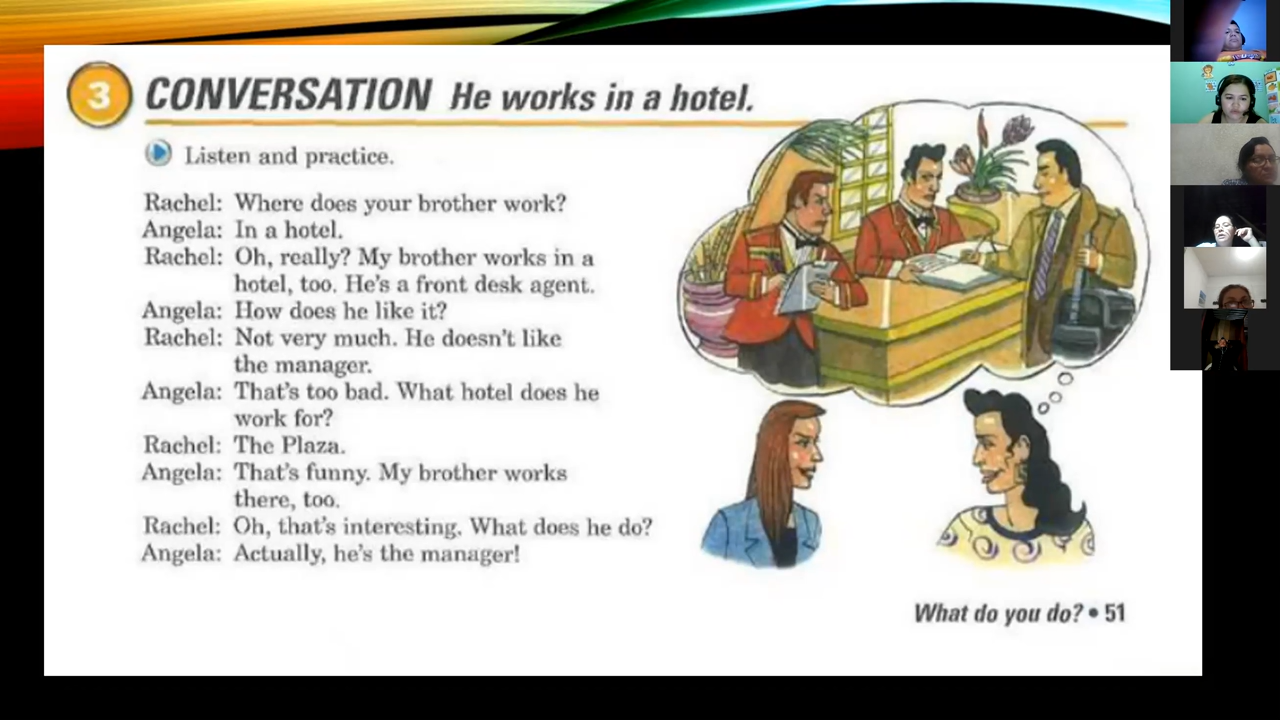 3 CONVERSATION He works in a hotel.
Listen and practice.
Rachel: Where does your brother work?
Angela: In a hotel.
Rachel: Oh, really? My brother works in a
hotel, too. He's a front desk agent.
Angela: How does he like it?
Rachel: Not very much. He doesn't like
the manager.
Angela: That's too bad. What hotel does he
work for?
Rachel: The Plaza.
Angela: That's funny. My brother works
there, too.
Rachel: Oh, that's interesting. What does he do?
Angela: Actually, he's the manager!
What do you do? • 51